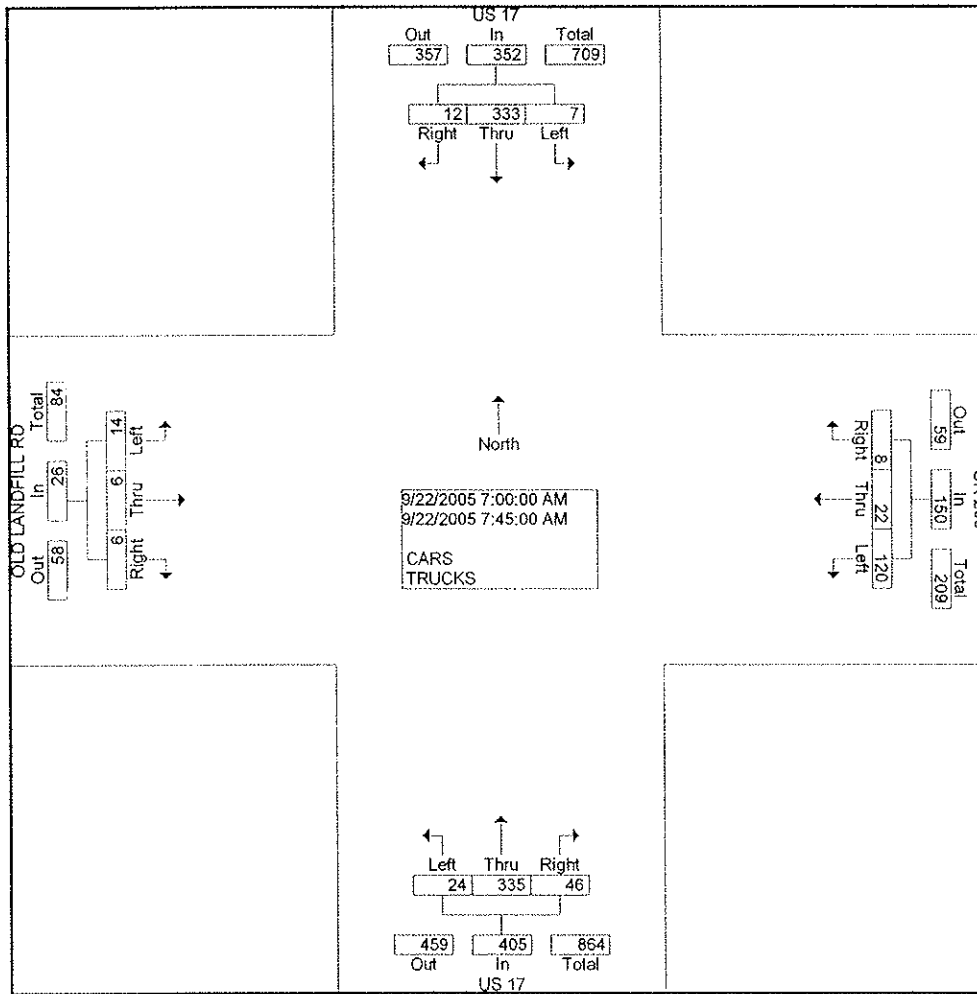 US 17
Out In Total
357 352 709
12 333 7
Right Thru Left
OLD LANDFILL RD
Total In Out
84 26 58
14 6 6
Left Thru Right
North
9/22/2005 7:00:00 AM
9/22/2005 7:45:00 AM
CARS
TRUCKS
Right Thru Left
8 22 120
Out In Total
59 150 209
Left Thru Right
24 335 46
459 405 864
Out In Total
US 17